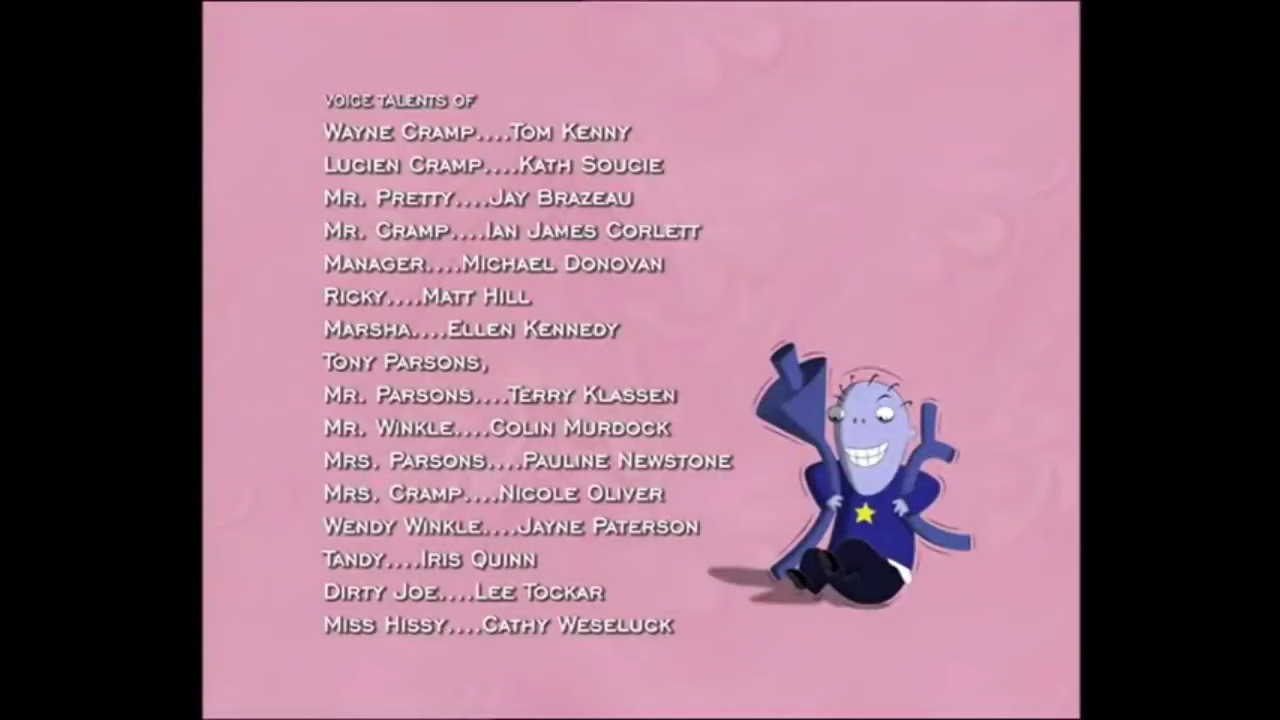 VOICE TALENTS OF
WAYNE CRAMP....TOM KENNY
LUCIEN CRAMP....KATH SOUCIE
MR. PRETTY....JAY BRAZEAU
MR. CRAMP....IAN JAMES CORLETT
MANAGER....MICHAEL DONOVAN
RICKY....MATT HILL
MARSHA....ELLEN KENNEDY
TONY PARSONS,
MR. PARSONS....TERRY KLASSEN
MR. WINKLE....COLIN MURDOCK
MRS. PARSONS....PAULINE NEWSTONE
MRS. CRAMP....NICOLE OLIVER
WENDY WINKLE....JAYNE PATERSON
TANDY....IRIS QUINN
DIRTY JOE....LEE TOCKAR
MISS HISSY....CATHY WESELUCK